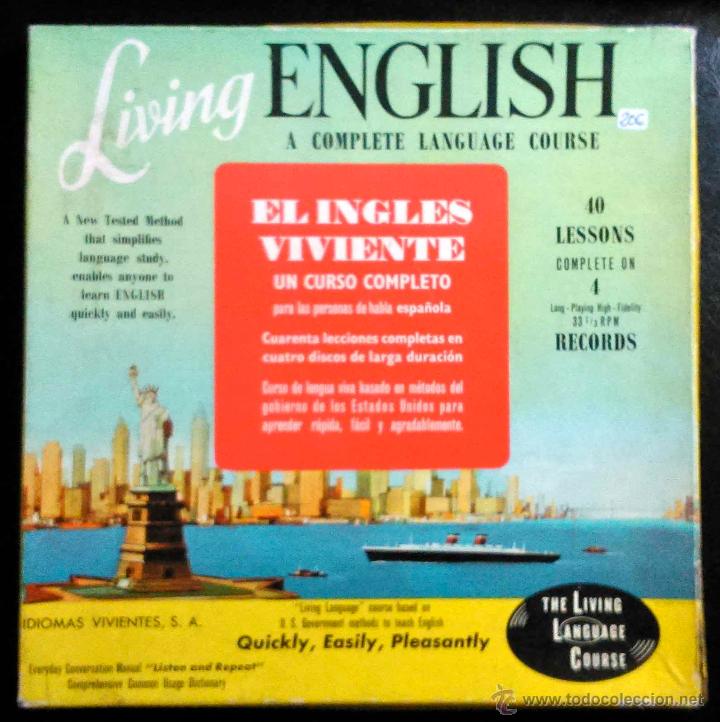 Living ENGLISH
A COMPLETE LANGUAGE COURSE
20€
A New Tested Method
that simplifies
language study.
enables anyone to
learn ENGLISH
quickly and easily.
EL INGLES
VIVIENTE
UN CURSO COMPLETO
para las personas de habla española
Cuarenta lecciones completas en
cuatro discos de larga duración
Curso de lengua viva basado en métodos del
gobierno de los Estados Unidos para
aprender rápida, fácil y agradablemente.
40
LESSONS
COMPLETE ON
4
Long - Playing High - Fidelity
33 1/3 RPM
RECORDS
IDIOMAS VIVIENTES, S. A.
"Living Language" course based on
U. S. Government methods to teach English
Quickly, Easily, Pleasantly
Everyday Conversation Manual "Listen and Repeat"
Comprehensive Common Usage Dictionary
THE LIVING
LANGUAGE
COURSE
www.todocoleccion.net